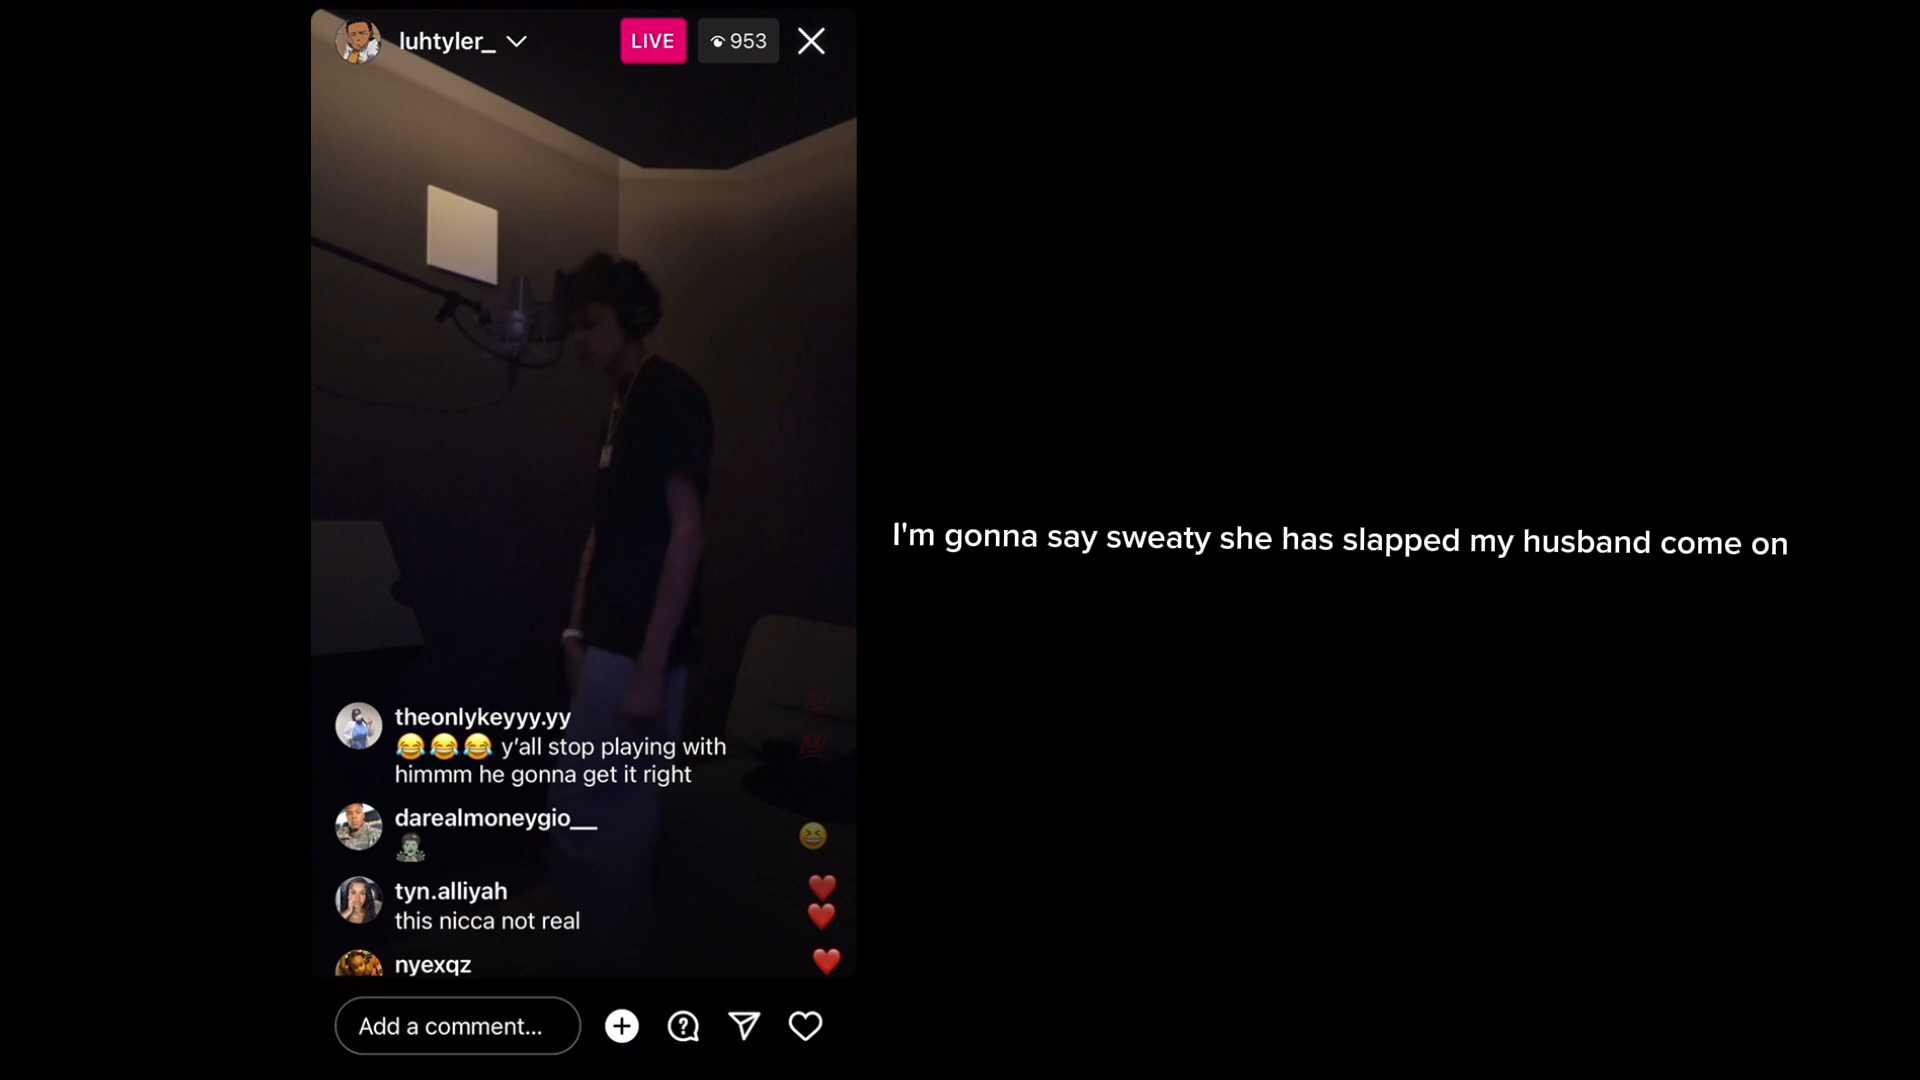 luhtyler_
LIVE
953
I'm gonna say sweaty she has slapped my husband come on
theonlykeyyy.yy
😂😂😂 y'all stop playing with
himmm he gonna get it right
darealmoneygio__
tyn.alliyah
this nicca not real
nyexqz
Add a comment...